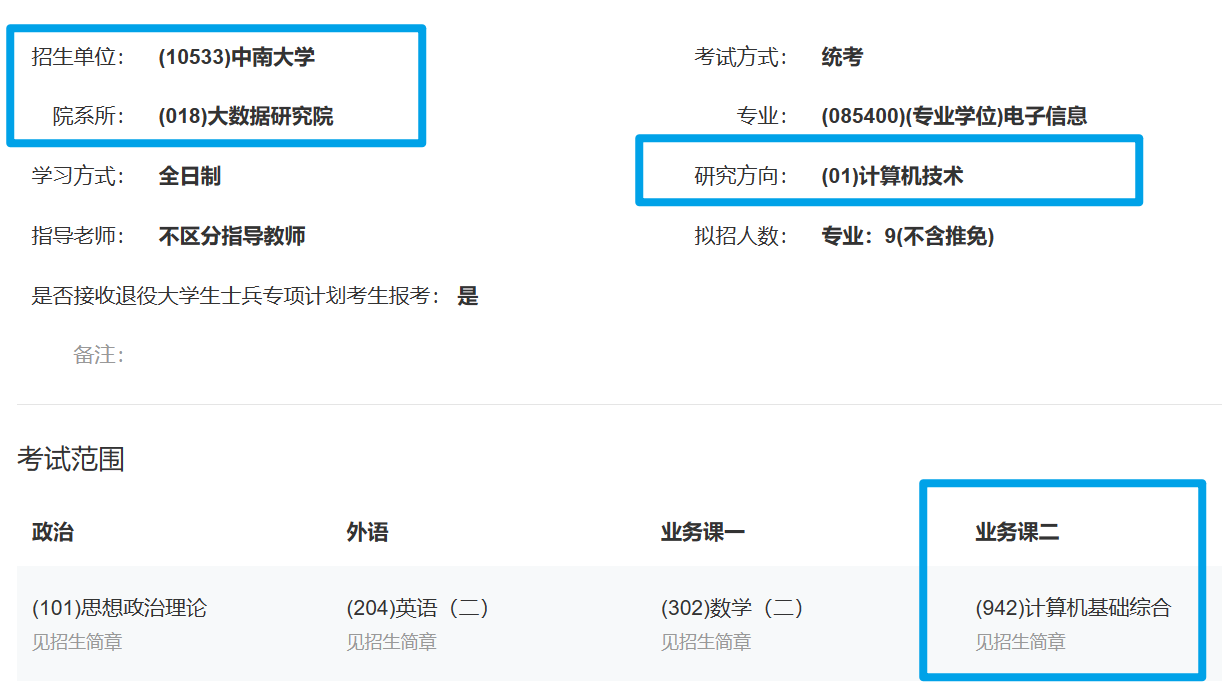 招生单位： (10533)中南大学 考试方式： 统考
院系所： (018)大数据研究院 专业： (085400)(专业学位)电子信息
学习方式： 全日制 研究方向： (01)计算机技术
指导老师： 不区分指导教师 拟招人数： 专业：9(不含推免)
是否接收退役大学生士兵专项计划考生报考： 是
备注：
考试范围
政治 外语 业务课一 业务课二
(101)思想政治理论 (204)英语（二） (302)数学（二） (942)计算机基础综合
见招生简章 见招生简章 见招生简章 见招生简章